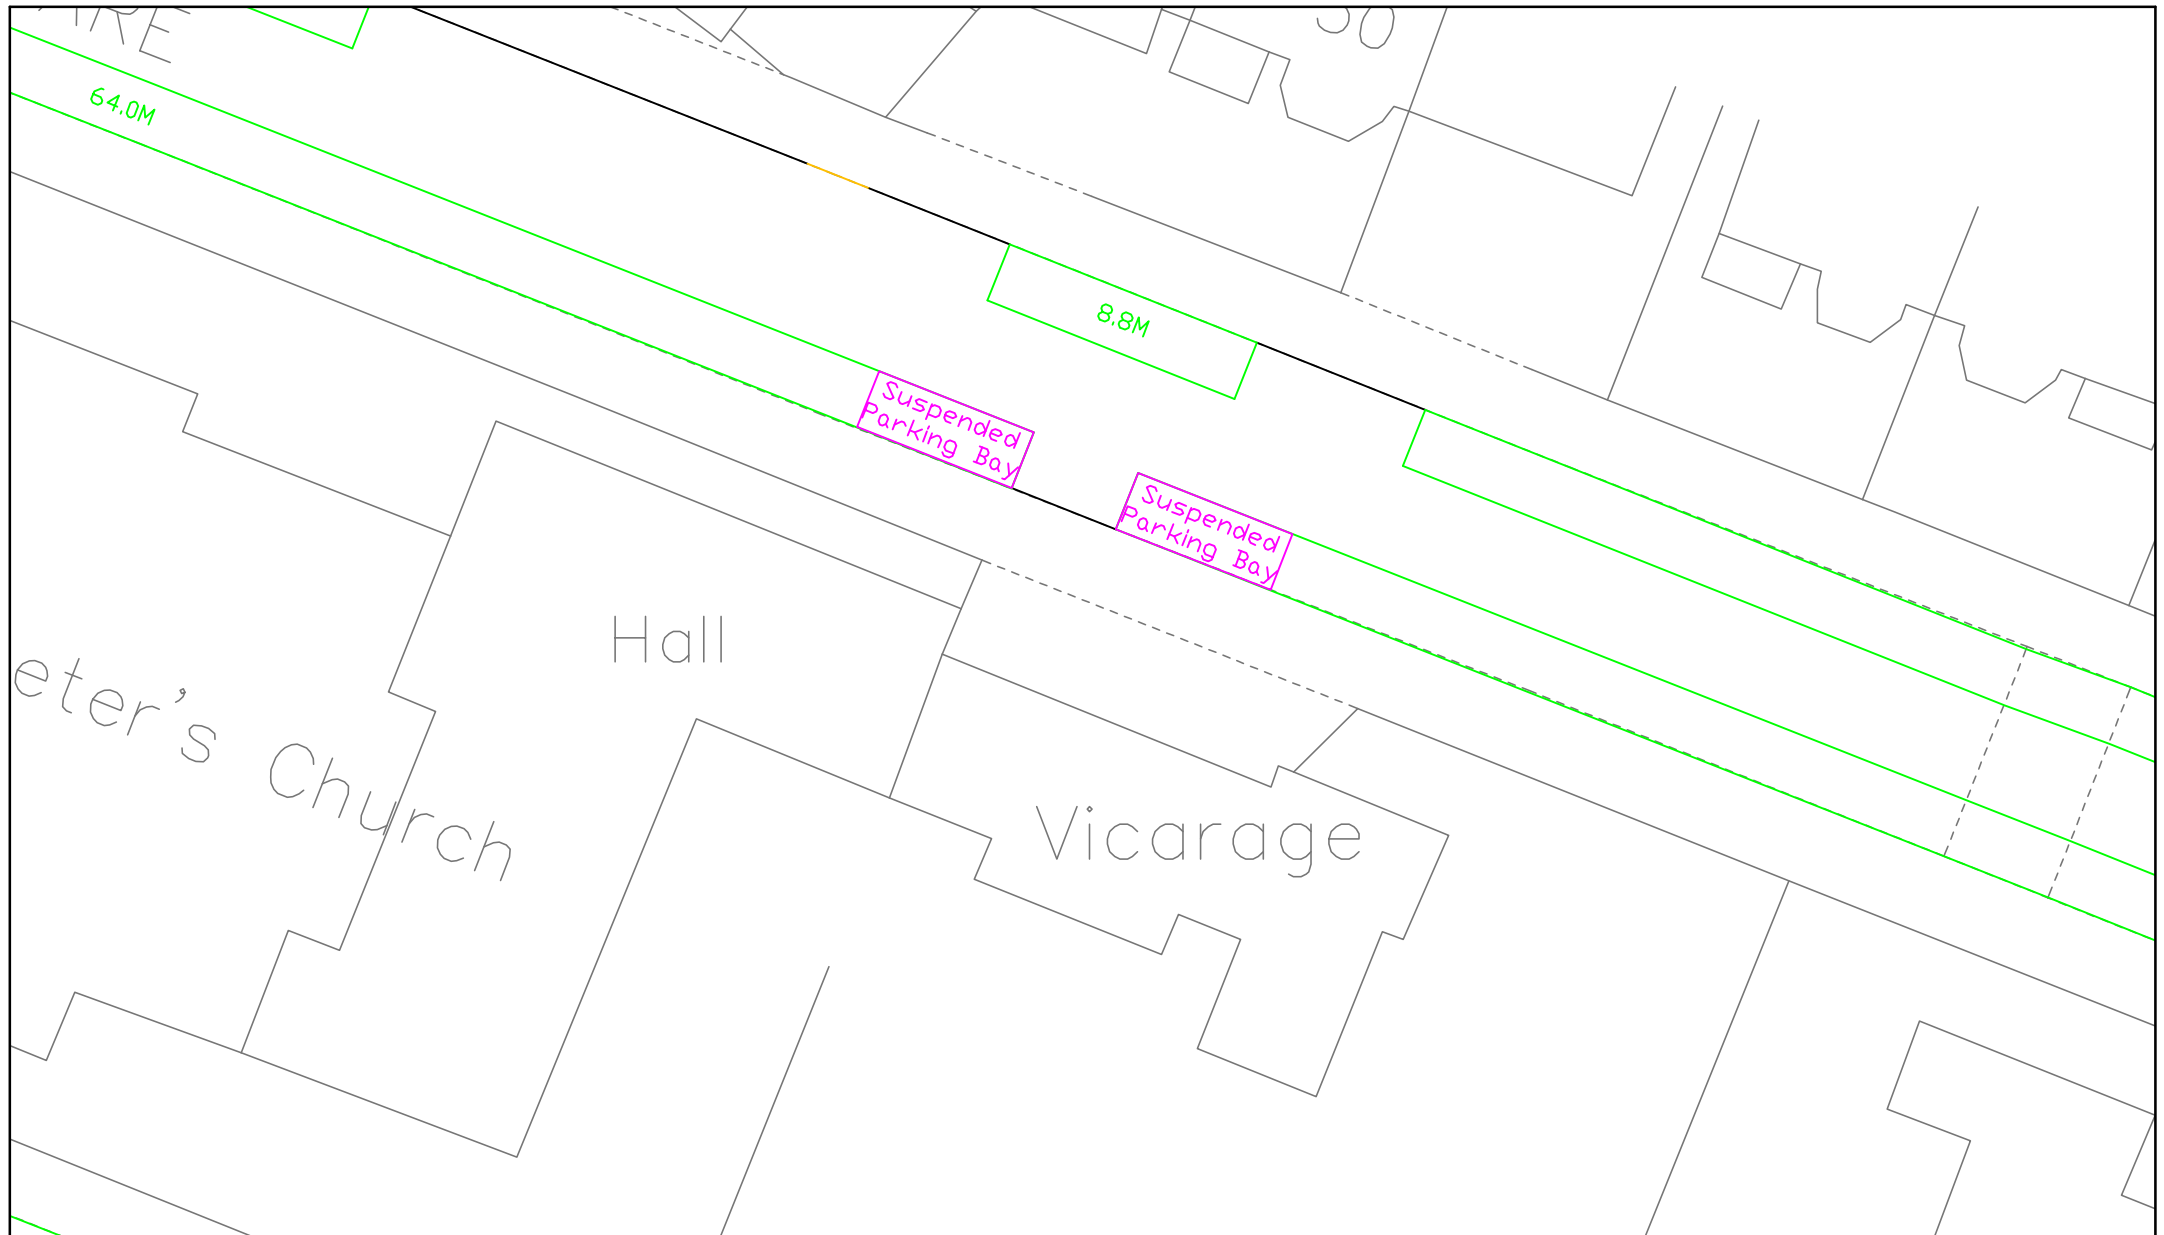 64.0M
8.8M
Suspended
Parking Bay
Suspended
Parking Bay
Hall
eter's Church
Vicarage